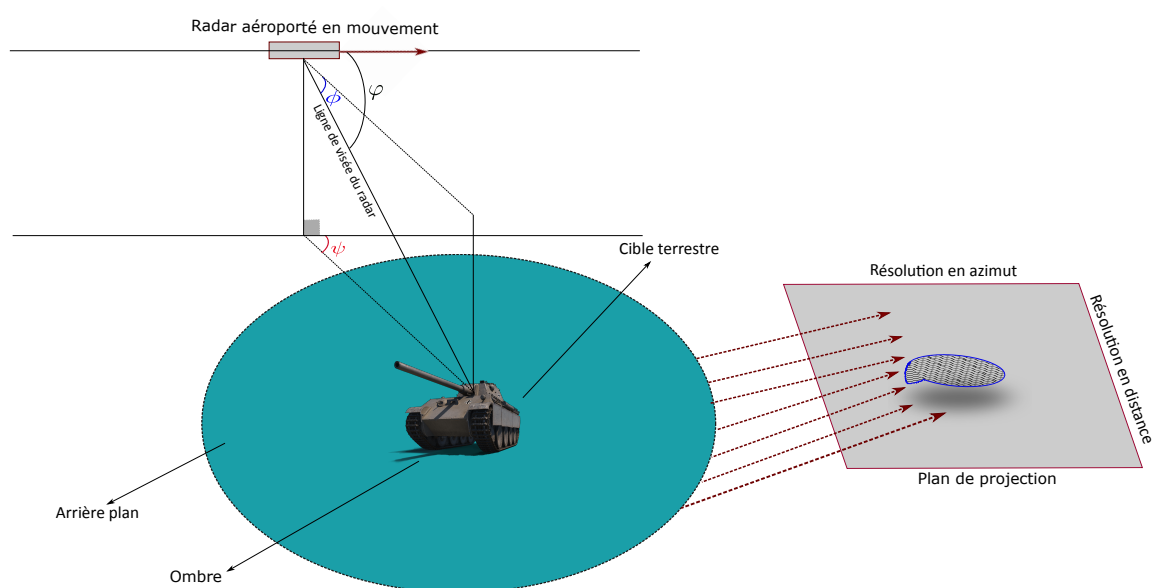 Radar aéroporté en mouvement
φ
ϕ
Ligne de visée du radar
ψ
Cible terrestre
Résolution en azimut
Résolution en distance
Plan de projection
Arrière plan
Ombre